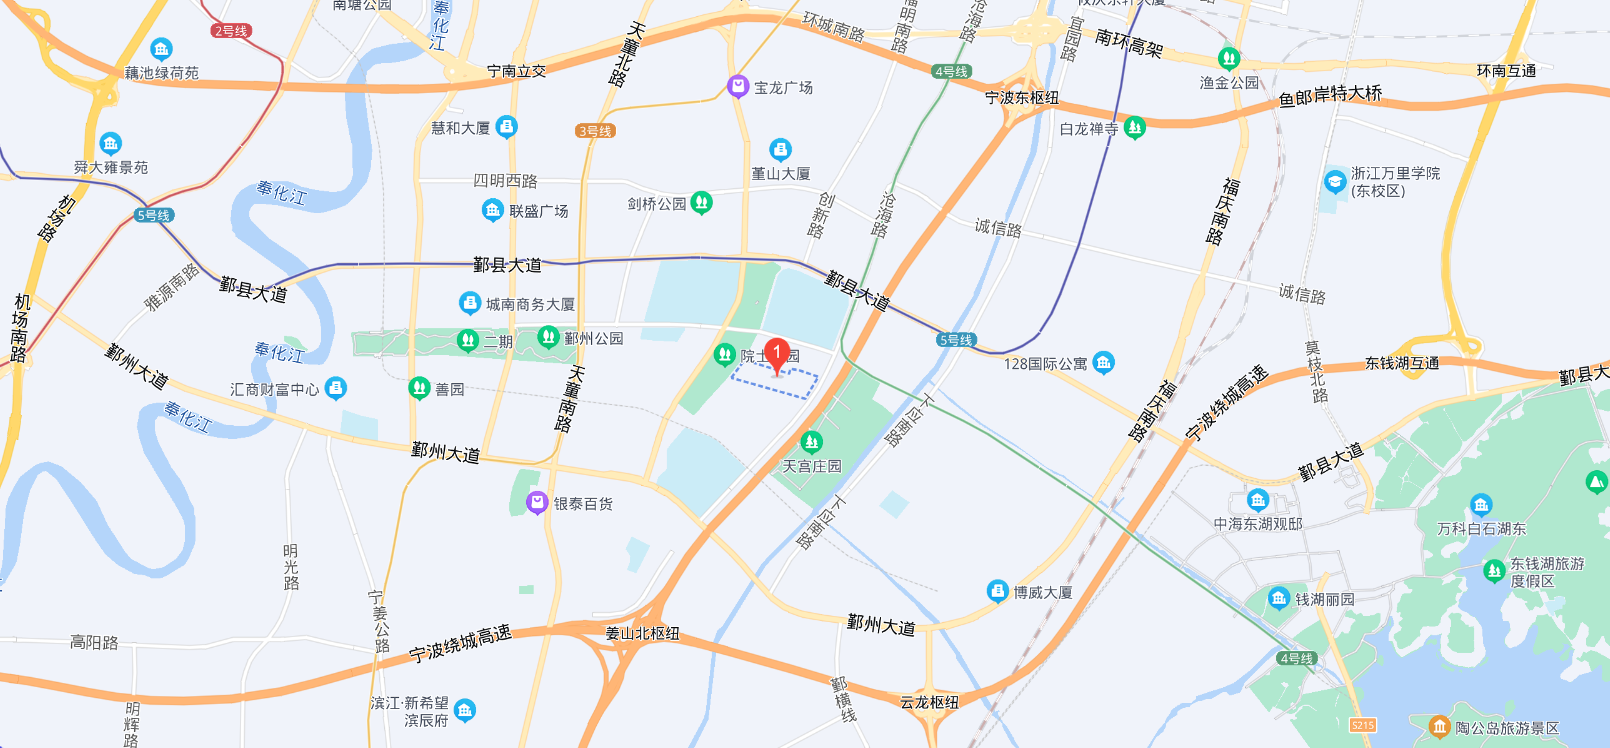 南塘公园
奉化江
2号线
藕池绿荷苑
宁南立交
天童北路
环城南路
福明南路
沧海路
宜园路
南环高架
4号线
宝龙广场
宁波东枢纽
渔金公园
环南互通
鱼郎岸特大桥
慧和大厦
3号线
白龙禅寺
舜大雍景苑
堇山大厦
浙江万里学院
(东校区)
四明西路
奉化江
机场路
5号线
联盛广场
剑桥公园
创新路
沧海路
诚信路
福庆南路
鄞县大道
雅源南路
鄞县大道
鄞县大道
诚信路
城南商务大厦
机场南路
二期
鄞州公园
院士公园
1
5号线
128国际公寓
莫枝北路
东钱湖互通
鄞县大
奉化江
鄞州大道
汇商财富中心
善园
天童南路
奉化江
下应南路
福庆南路
宁波绕城高速
鄞州大道
天宫庄园
鄞县大道
银泰百货
下应南路
中海东湖观邸
万科白石湖东
明光路
东钱湖旅游
度假区
宁姜公路
博威大厦
钱湖丽园
高阳路
宁波绕城高速
姜山北枢纽
鄞州大道
4号线
滨江·新希望
滨辰府
明辉路
鄞横线
云龙枢纽
S215
陶公岛旅游景区